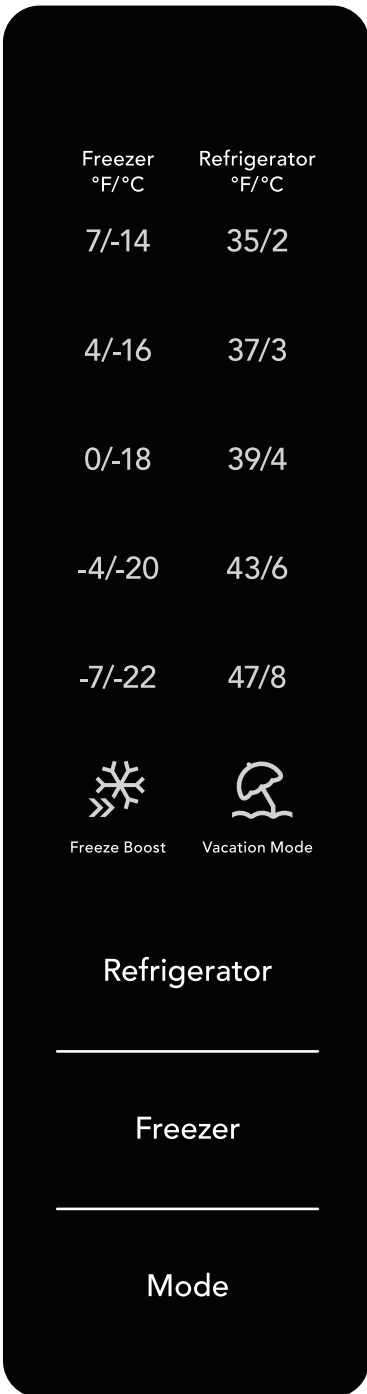 Freezer Refrigerator
°F/°C °F/°C
7/-14 35/2
4/-16 37/3
0/-18 39/4
-4/-20 43/6
-7/-22 47/8
Freeze Boost Vacation Mode
Refrigerator
Freezer
Mode